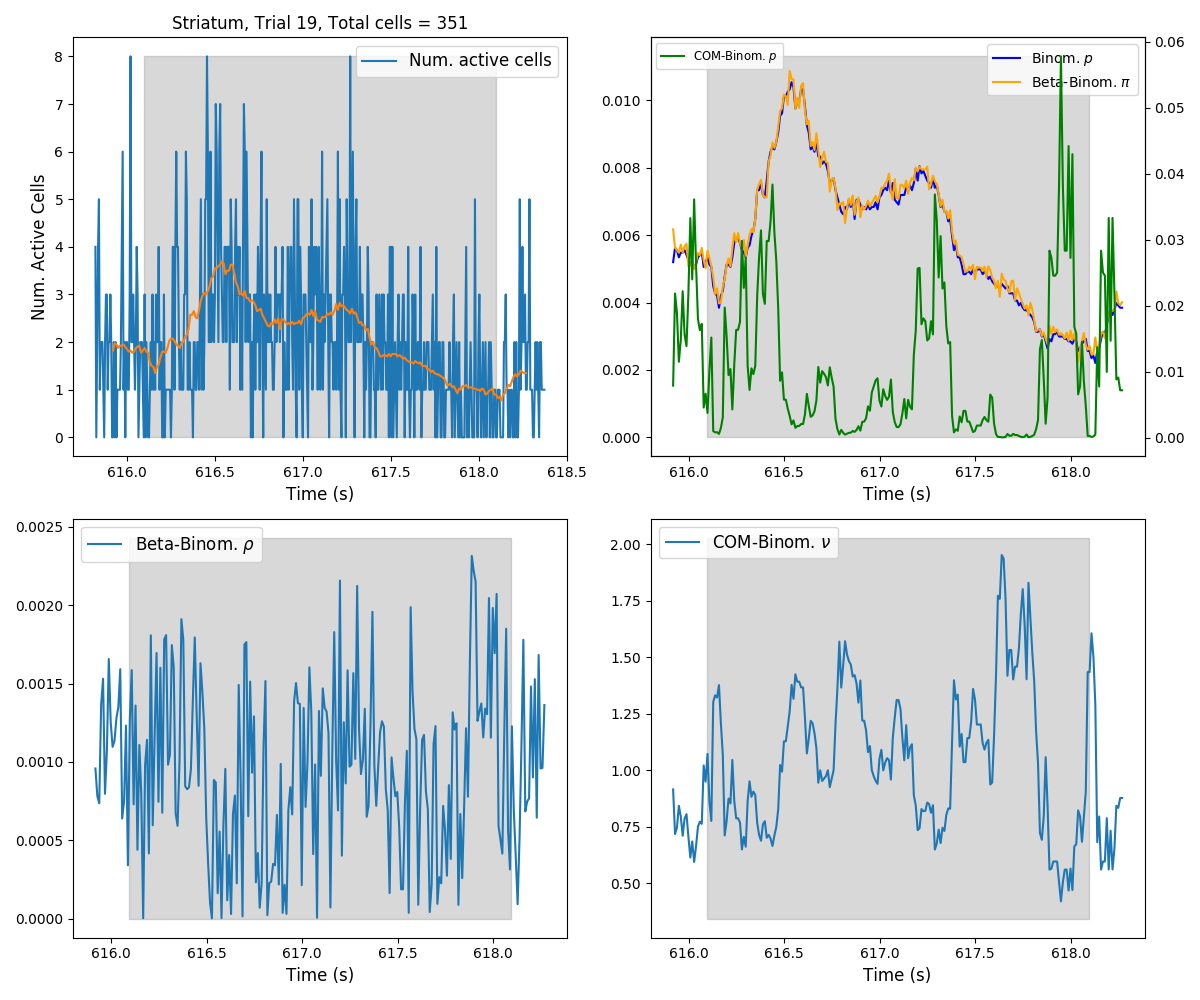 Striatum, Trial 19, Total cells = 351
Num. active cells
Num. Active Cells
8
7
6
5
4
3
2
1
0
616.0 616.5 617.0 617.5 618.0 618.5
Time (s)
COM-Binom. p
Binom. p
Beta-Binom. π
0.010
0.008
0.006
0.004
0.002
0.000
0.06
0.05
0.04
0.03
0.02
0.01
0.00
616.0 616.5 617.0 617.5 618.0
Time (s)
Beta-Binom. ρ
0.0025
0.0020
0.0015
0.0010
0.0005
0.0000
616.0 616.5 617.0 617.5 618.0
Time (s)
COM-Binom. ν
2.00
1.75
1.50
1.25
1.00
0.75
0.50
616.0 616.5 617.0 617.5 618.0
Time (s)